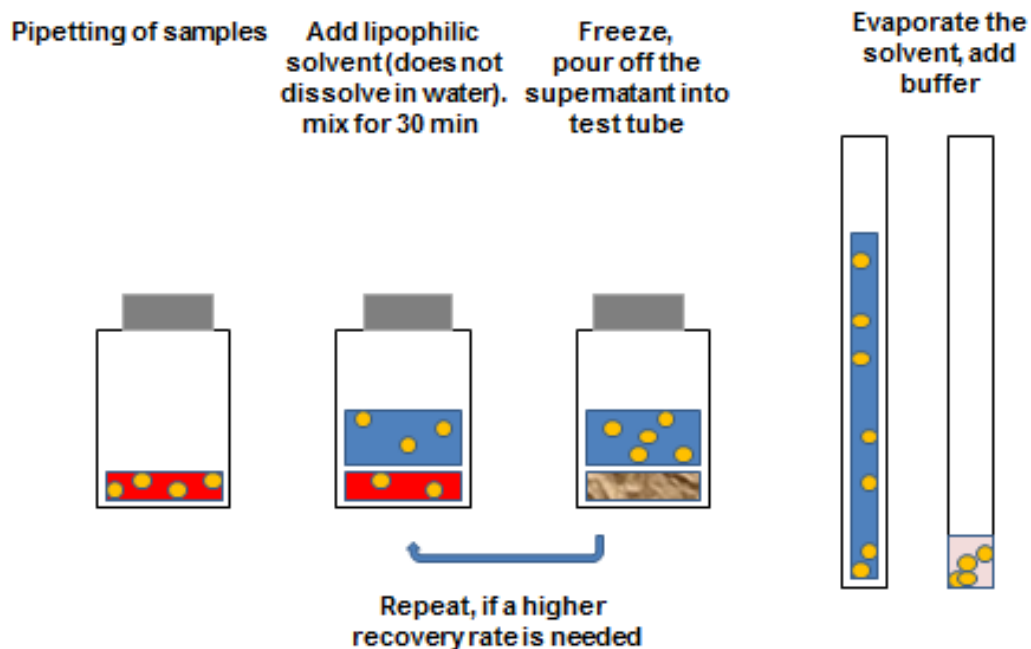 Pipetting of samples
Add lipophilic
solvent (does not
dissolve in water).
mix for 30 min
Freeze,
pour off the
supernatant into
test tube
Evaporate the
solvent, add
buffer
Repeat, if a higher
recovery rate is needed